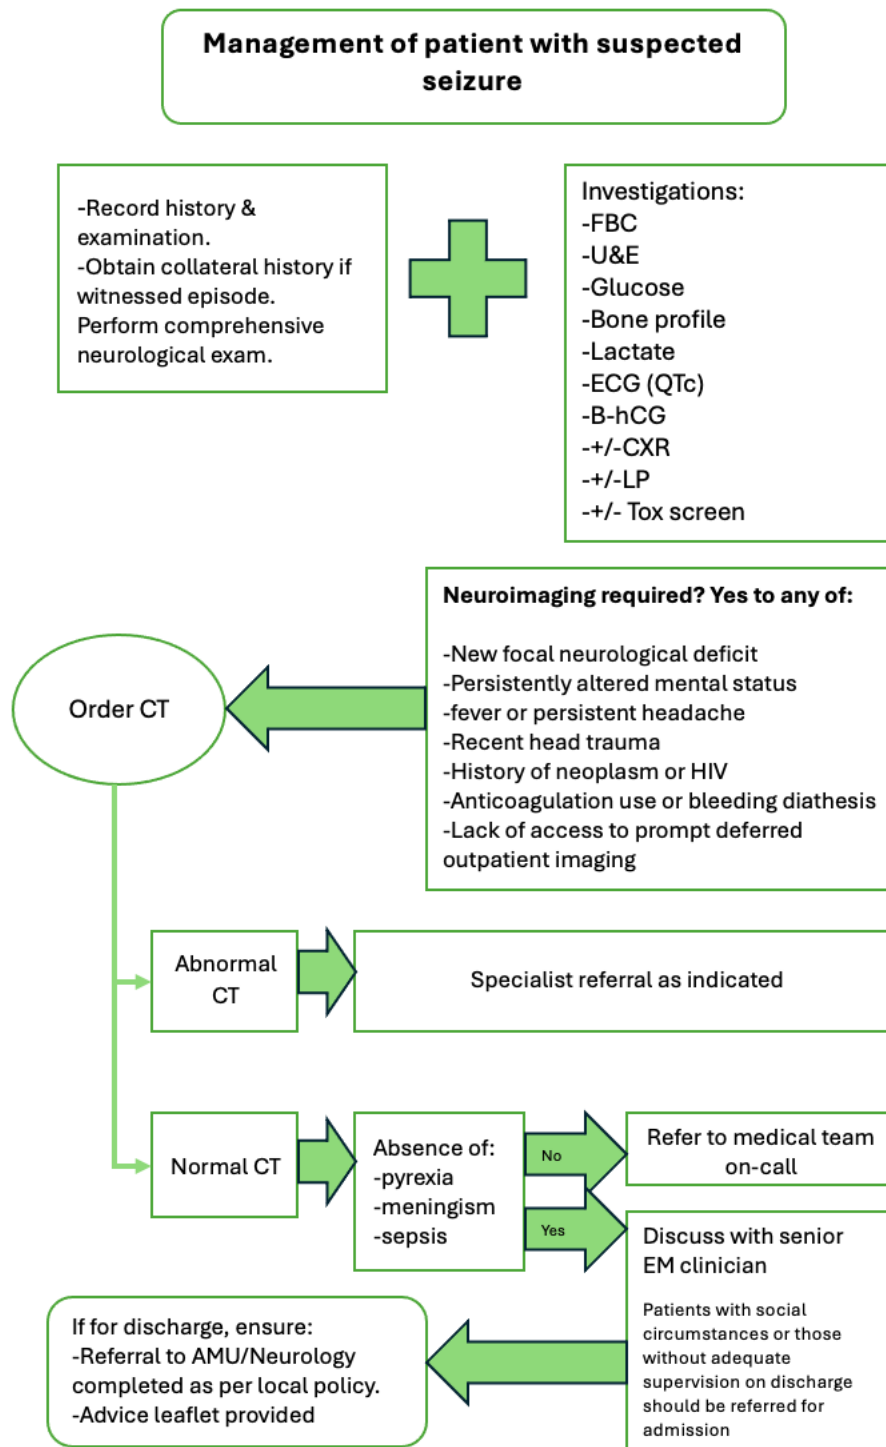 Management of patient with suspected
seizure
-Record history &
examination.
-Obtain collateral history if
witnessed episode.
Perform comprehensive
neurological exam.
Investigations:
-FBC
-U&E
-Glucose
-Bone profile
-Lactate
-ECG (QTc)
-B-hCG
-+/-CXR
-+/-LP
-+/- Tox screen
Neuroimaging required? Yes to any of:
-New focal neurological deficit
-Persistently altered mental status
-fever or persistent headache
-Recent head trauma
-History of neoplasm or HIV
-Anticoagulation use or bleeding diathesis
-Lack of access to prompt deferred
outpatient imaging
Order CT
Abnormal
CT
Specialist referral as indicated
Normal CT
Absence of:
-pyrexia
-meningism
-sepsis
No
Refer to medical team
on-call
Yes
Discuss with senior
EM clinician
Patients with social
circumstances or those
without adequate
supervision on discharge
should be referred for
admission
If for discharge, ensure:
-Referral to AMU/Neurology
completed as per local policy.
-Advice leaflet provided